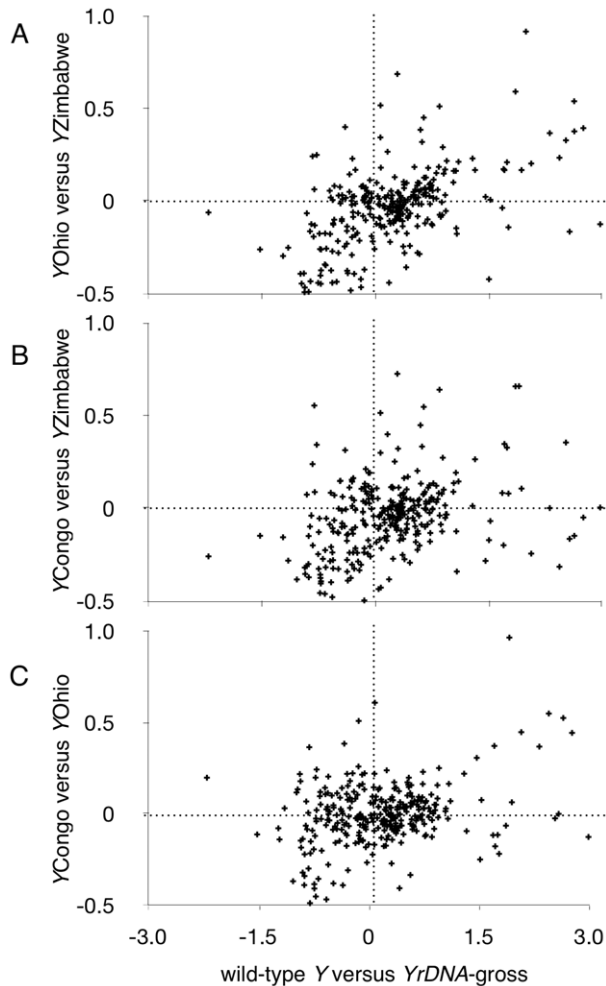 A
1.0
0.5
0
-0.5
YOhio versus YZimbabwe
B
1.0
0.5
0
-0.5
YCongo versus YZimbabwe
C
1.0
0.5
0
-0.5
YCongo versus YOhio
-3.0 -1.5 0 1.5 3.0
wild-type Y versus YrDNA-gross